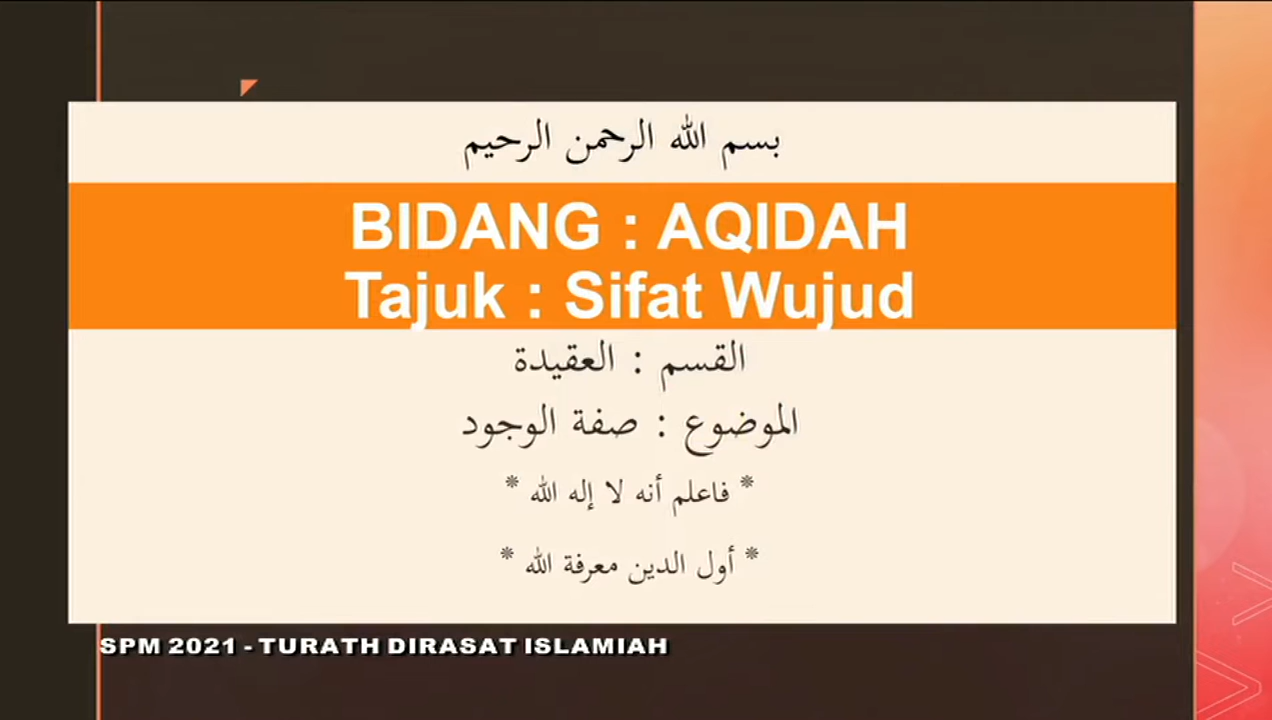 بسم الله الرحمن الرحيم
BIDANG : AQIDAH
Tajuk : Sifat Wujud
القسم : العقيدة
الموضوع : صفة الوجود
* فاعلم أنه لا إله الله *
* أول الدين معرفة الله *
SPM 2021 - TURATH DIRASAT ISLAMIAH